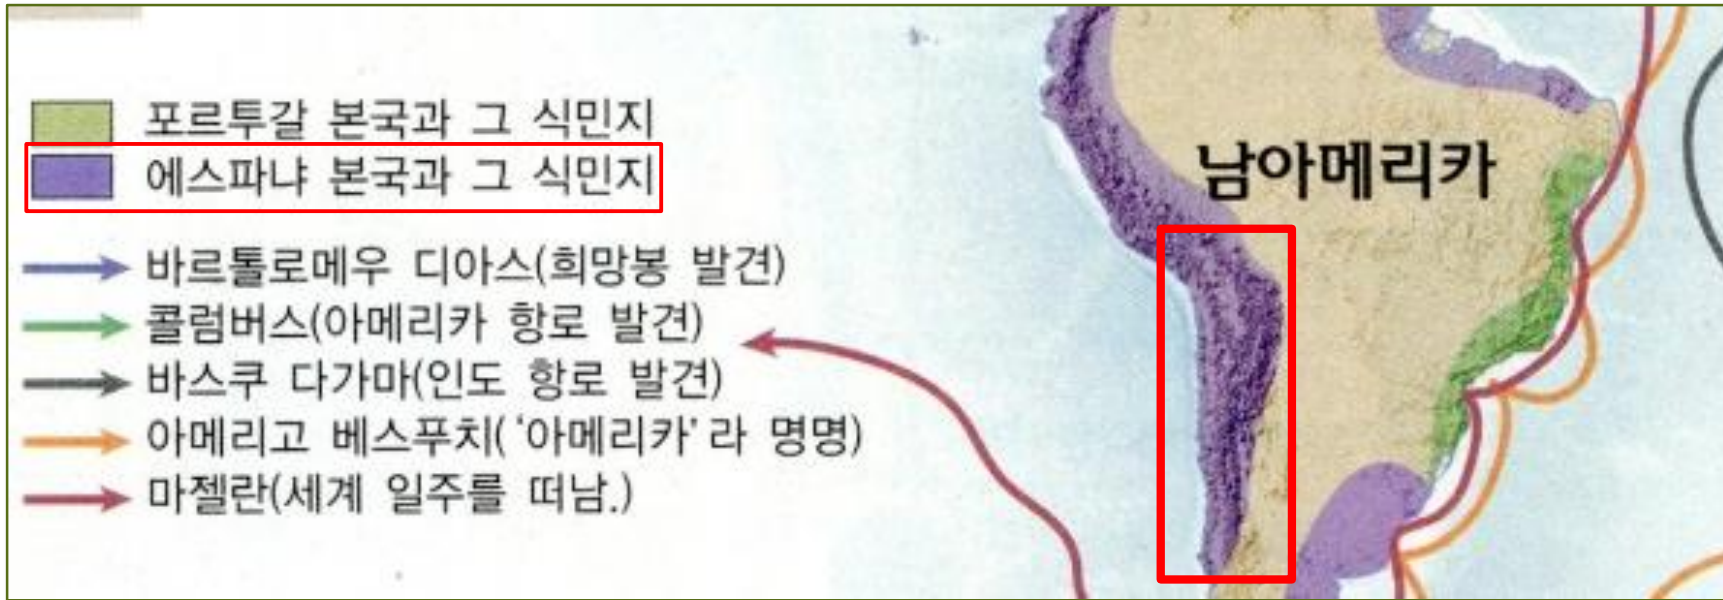 포르투갈 본국과 그 식민지
에스파냐 본국과 그 식민지
바르톨로메우 디아스(희망봉 발견)
콜럼버스(아메리카 항로 발견)
바스쿠 다가마(인도 항로 발견)
아메리고 베스푸치('아메리카'라 명명)
마젤란(세계 일주를 떠남.)
남아메리카